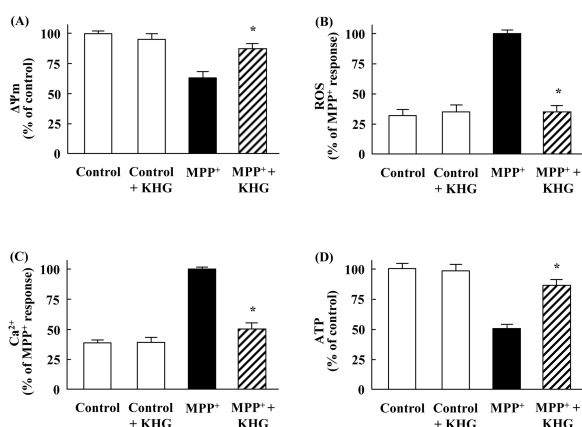 (A)
ΔΨm
(% of control)
100
75
50
25
0
*
Control
Control
+ KHG
MPP⁺
MPP⁺ +
KHG
(B)
ROS
(% of MPP⁺ response)
100
75
50
25
0
*
Control
Control
+ KHG
MPP⁺
MPP⁺ +
KHG
(C)
Ca²⁺
(% of MPP⁺ response)
100
75
50
25
0
*
Control
Control
+ KHG
MPP⁺
MPP⁺ +
KHG
(D)
ATP
(% of control)
100
75
50
25
0
*
Control
Control
+ KHG
MPP⁺
MPP⁺ +
KHG